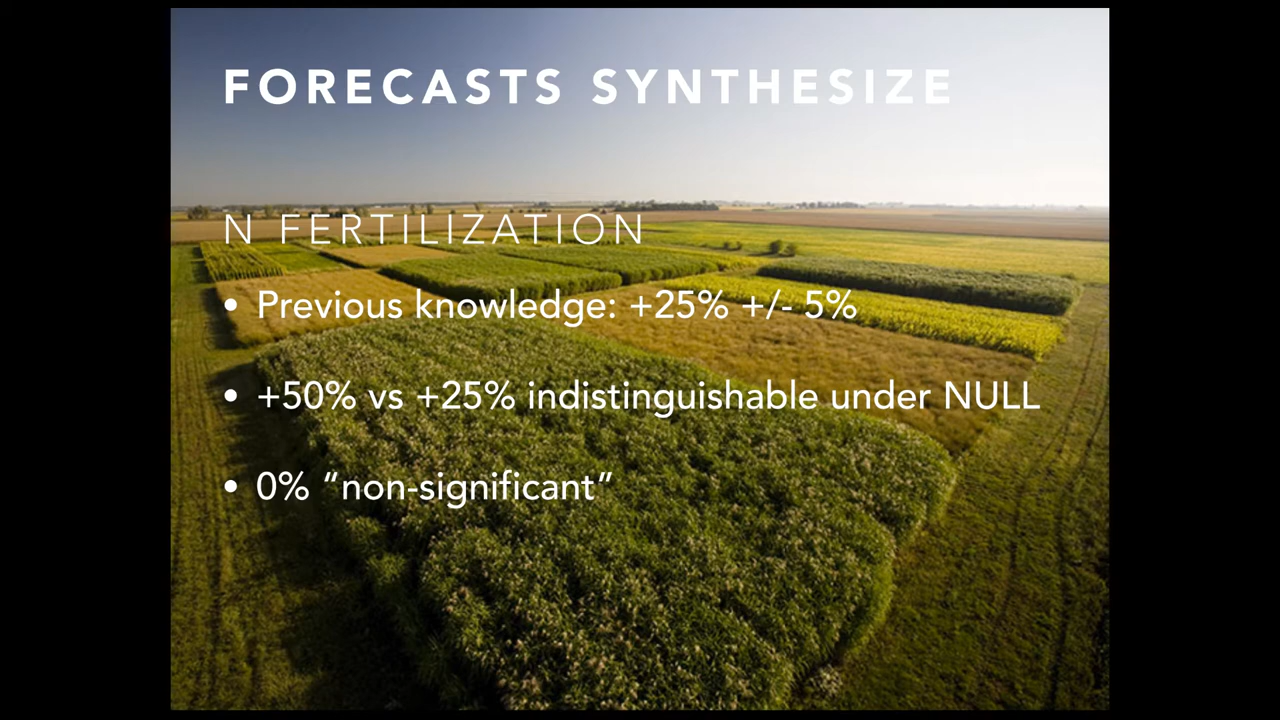 FORECASTS SYNTHESIZE
N FERTILIZATION
• Previous knowledge: +25% +/- 5%
• +50% vs +25% indistinguishable under NULL
• 0% “non-significant”